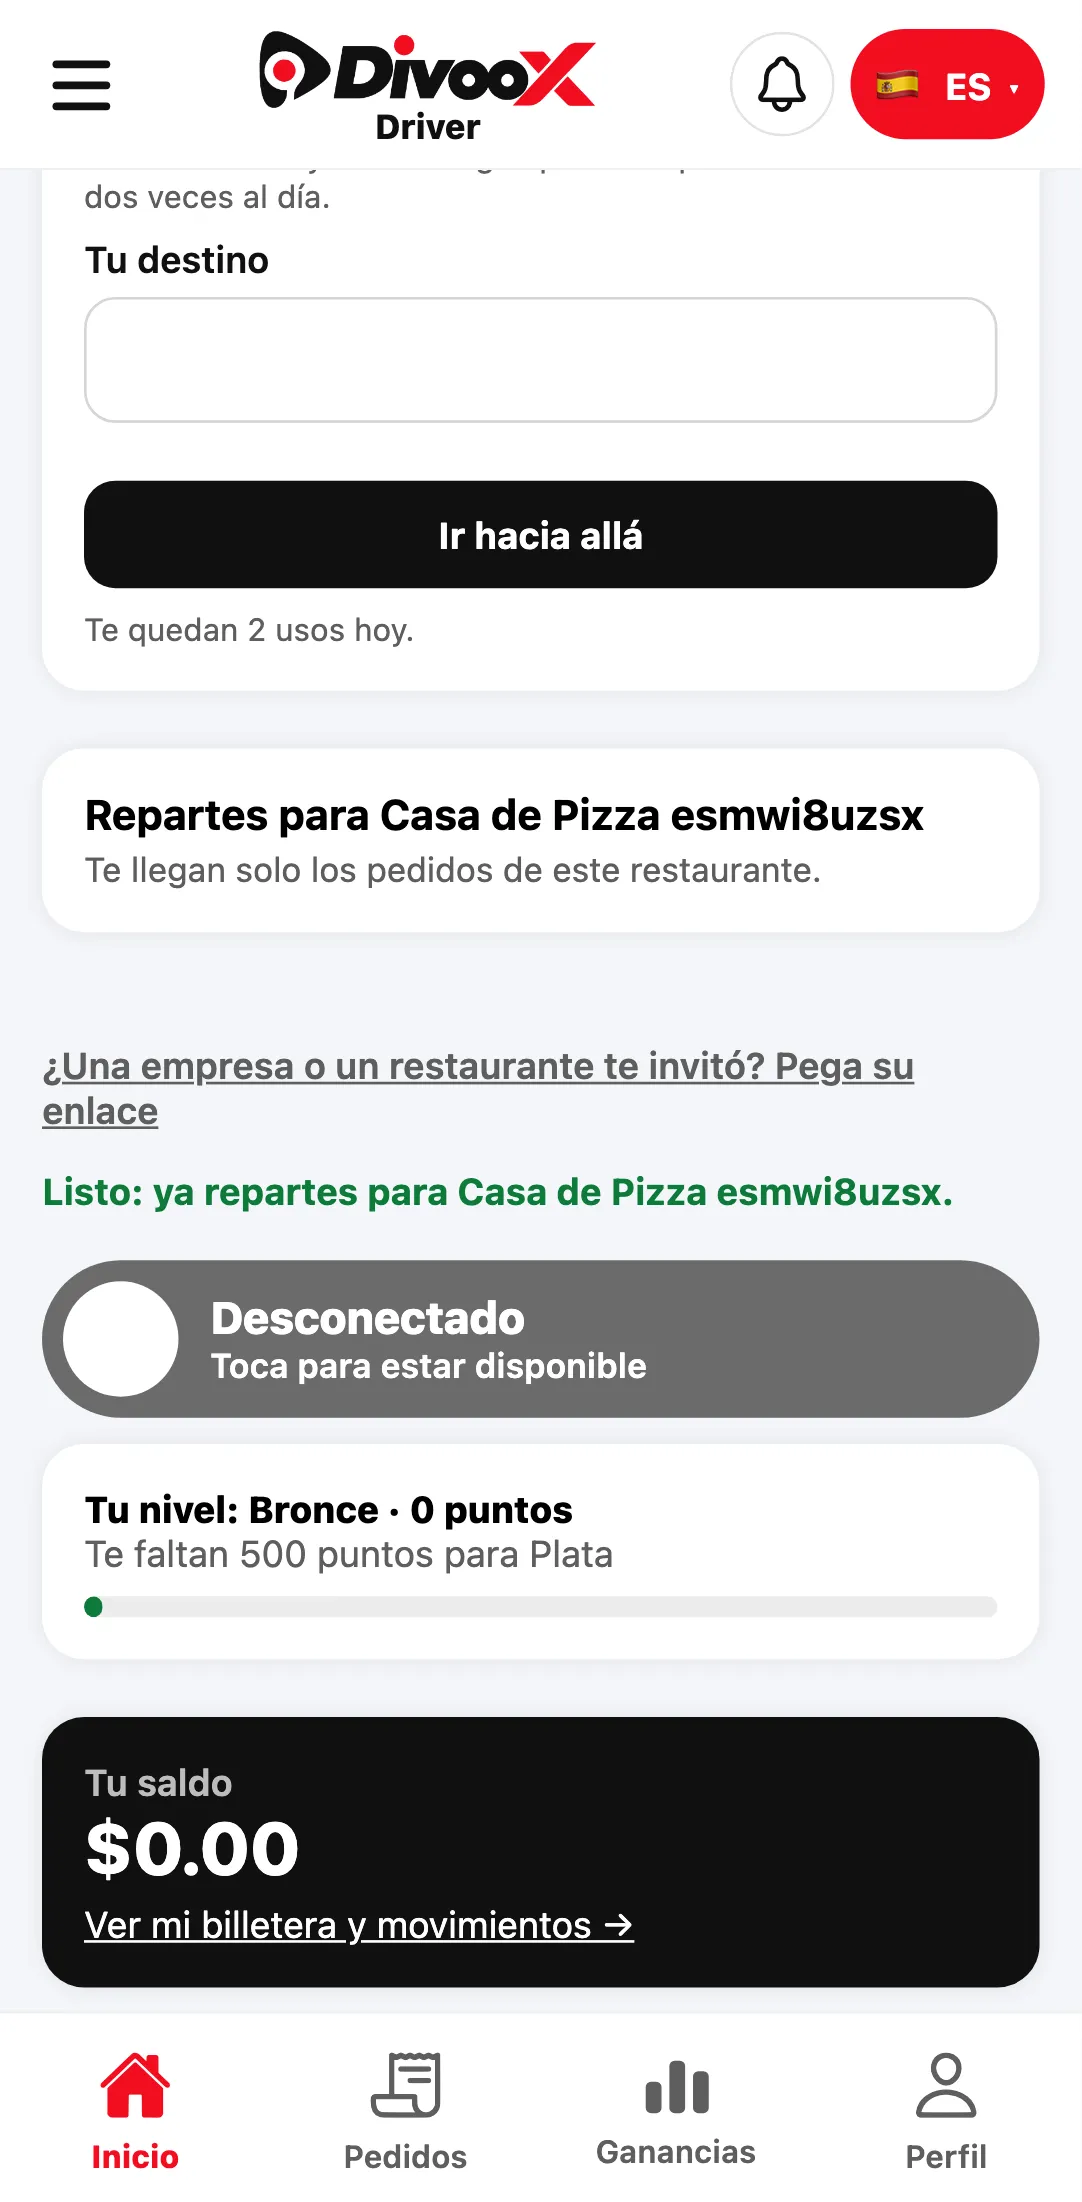 DivooX
Driver
ES
dos veces al día.
Tu destino
Ir hacia allá
Te quedan 2 usos hoy.
Repartes para Casa de Pizza esmwi8uzsx
Te llegan solo los pedidos de este restaurante.
¿Una empresa o un restaurante te invitó? Pega su
enlace
Listo: ya repartes para Casa de Pizza esmwi8uzsx.
Desconectado
Toca para estar disponible
Tu nivel: Bronce · 0 puntos
Te faltan 500 puntos para Plata
Tu saldo
$0.00
Ver mi billetera y movimientos →
Inicio
Pedidos
Ganancias
Perfil